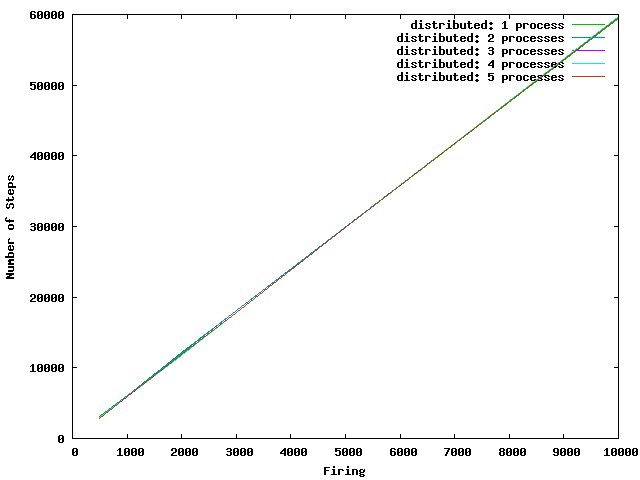 60000
50000
40000
30000
20000
10000
0
Number of Steps
distributed: 1 process
distributed: 2 processes
distributed: 3 processes
distributed: 4 processes
distributed: 5 processes
0 1000 2000 3000 4000 5000 6000 7000 8000 9000 10000
Firing